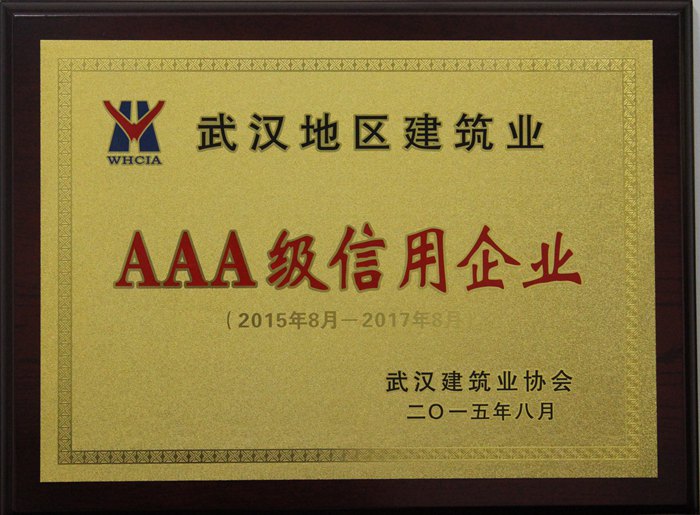 WHCIA
武汉地区建筑业
AAA级信用企业
(2015年8月—2017年8月
武汉建筑业协会
二〇一五年八月